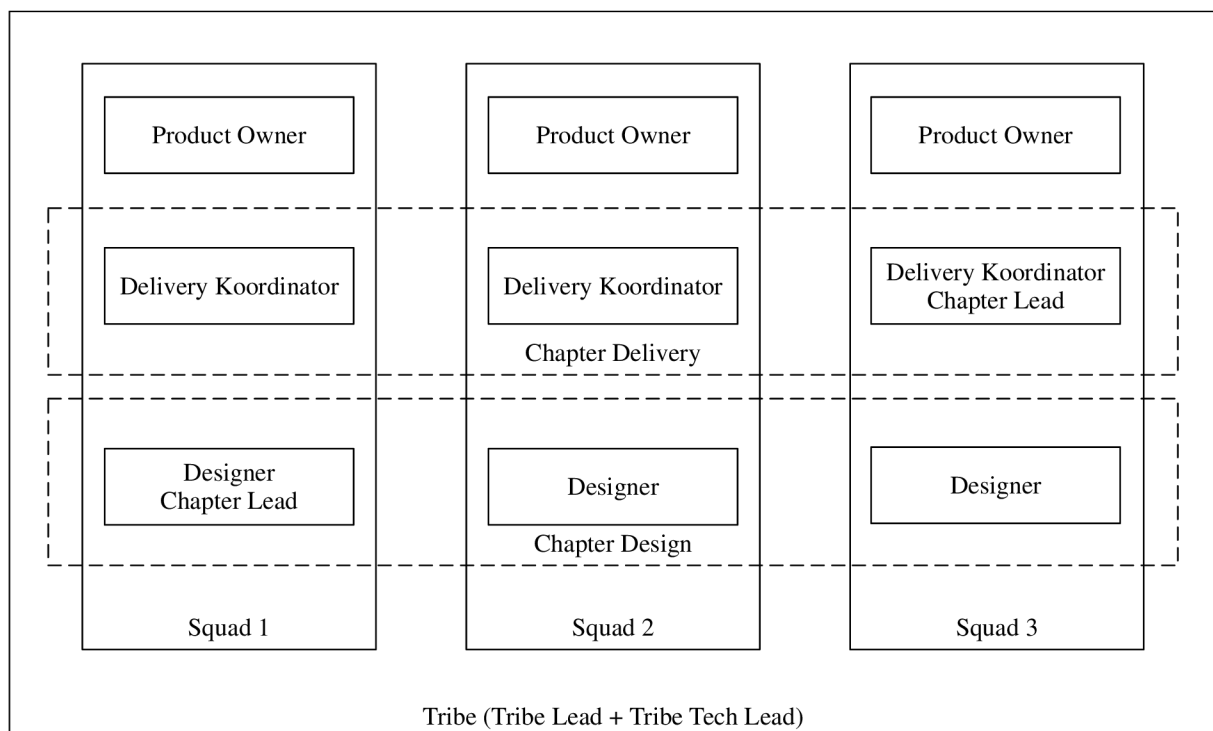 Product Owner
Product Owner
Product Owner
Delivery Koordinator
Delivery Koordinator
Delivery Koordinator
Chapter Lead
Chapter Delivery
Designer
Chapter Lead
Designer
Designer
Chapter Design
Squad 1
Squad 2
Squad 3
Tribe (Tribe Lead + Tribe Tech Lead)